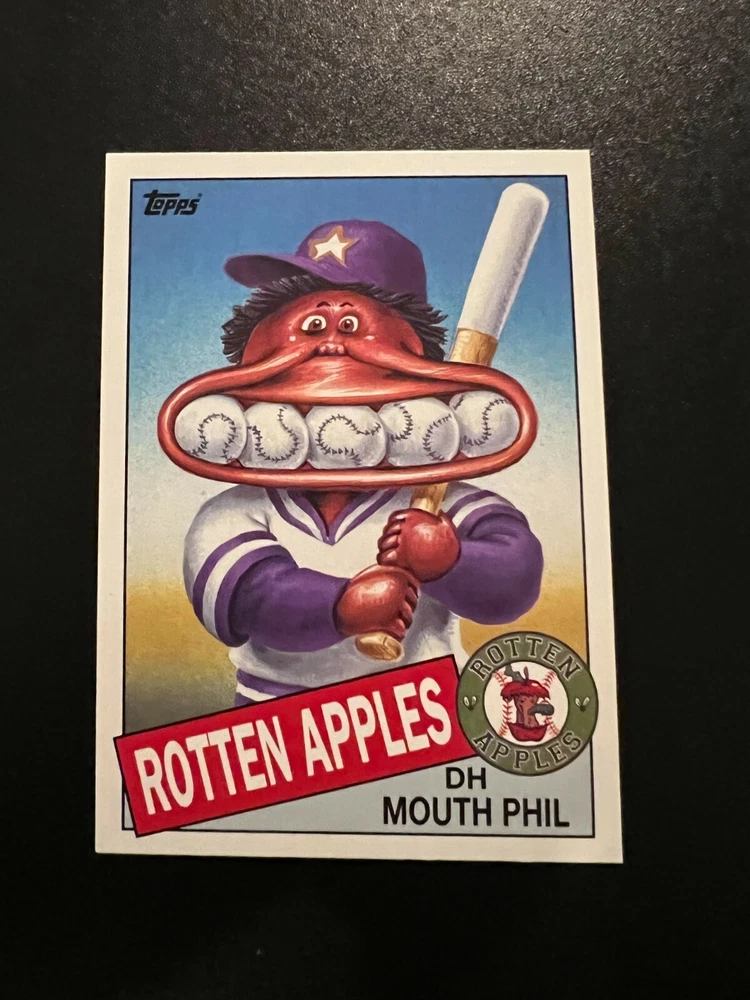 Topps
ROTTEN APPLES
ROTTEN
APPLES
DH
MOUTH PHIL